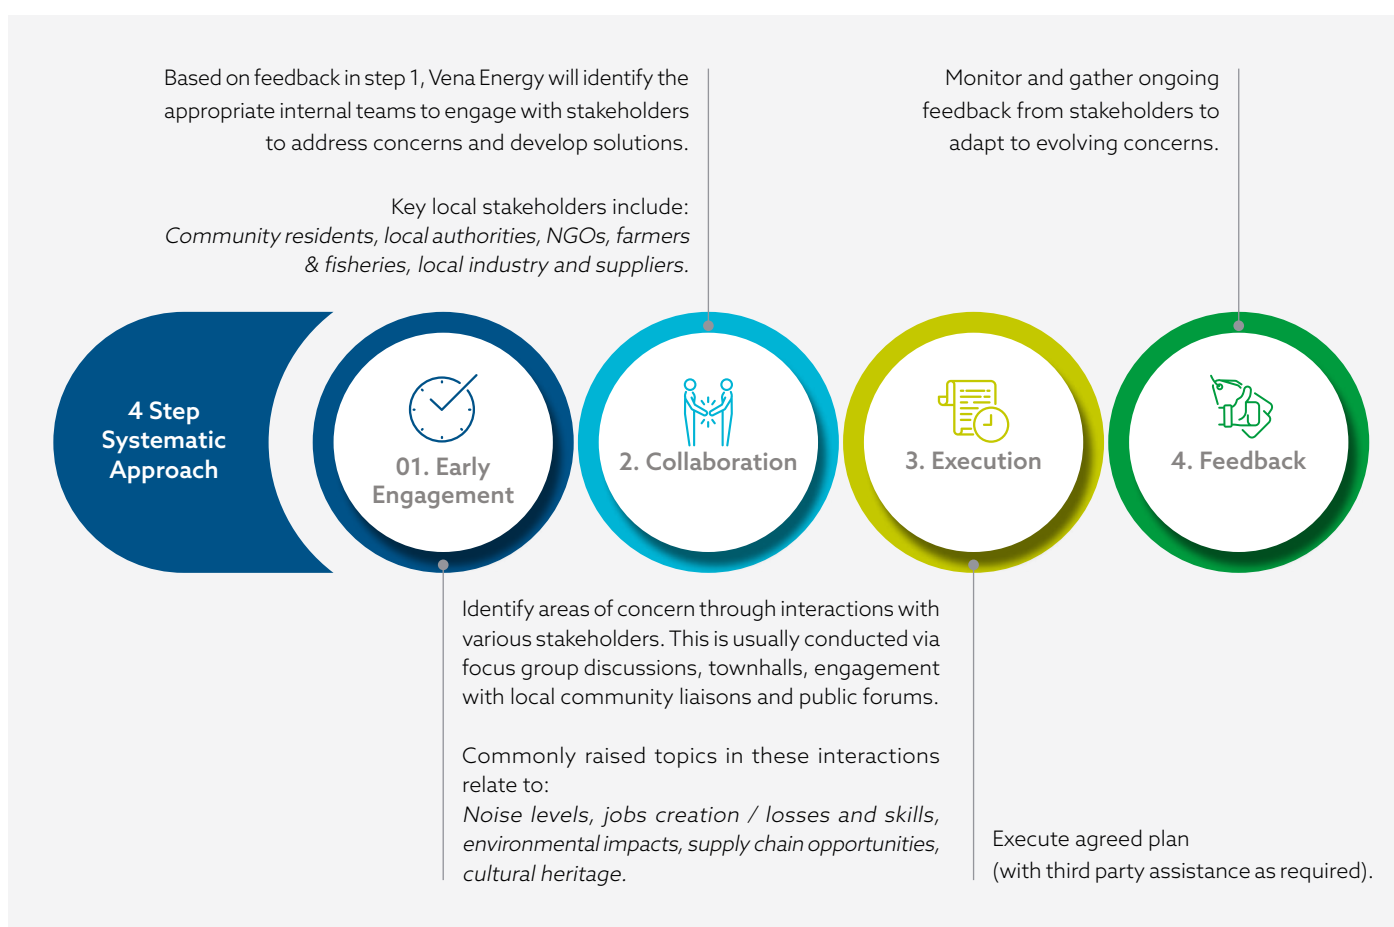 Based on feedback in step 1, Vena Energy will identify the
appropriate internal teams to engage with stakeholders
to address concerns and develop solutions.
Key local stakeholders include:
Community residents, local authorities, NGOs, farmers
& fisheries, local industry and suppliers.
Monitor and gather ongoing
feedback from stakeholders to
adapt to evolving concerns.
4 Step
Systematic
Approach
01. Early
Engagement
2. Collaboration
3. Execution
4. Feedback
Identify areas of concern through interactions with
various stakeholders. This is usually conducted via
focus group discussions, townhalls, engagement
with local community liaisons and public forums.
Commonly raised topics in these interactions
relate to:
Noise levels, jobs creation / losses and skills,
environmental impacts, supply chain opportunities,
cultural heritage.
Execute agreed plan
(with third party assistance as required).